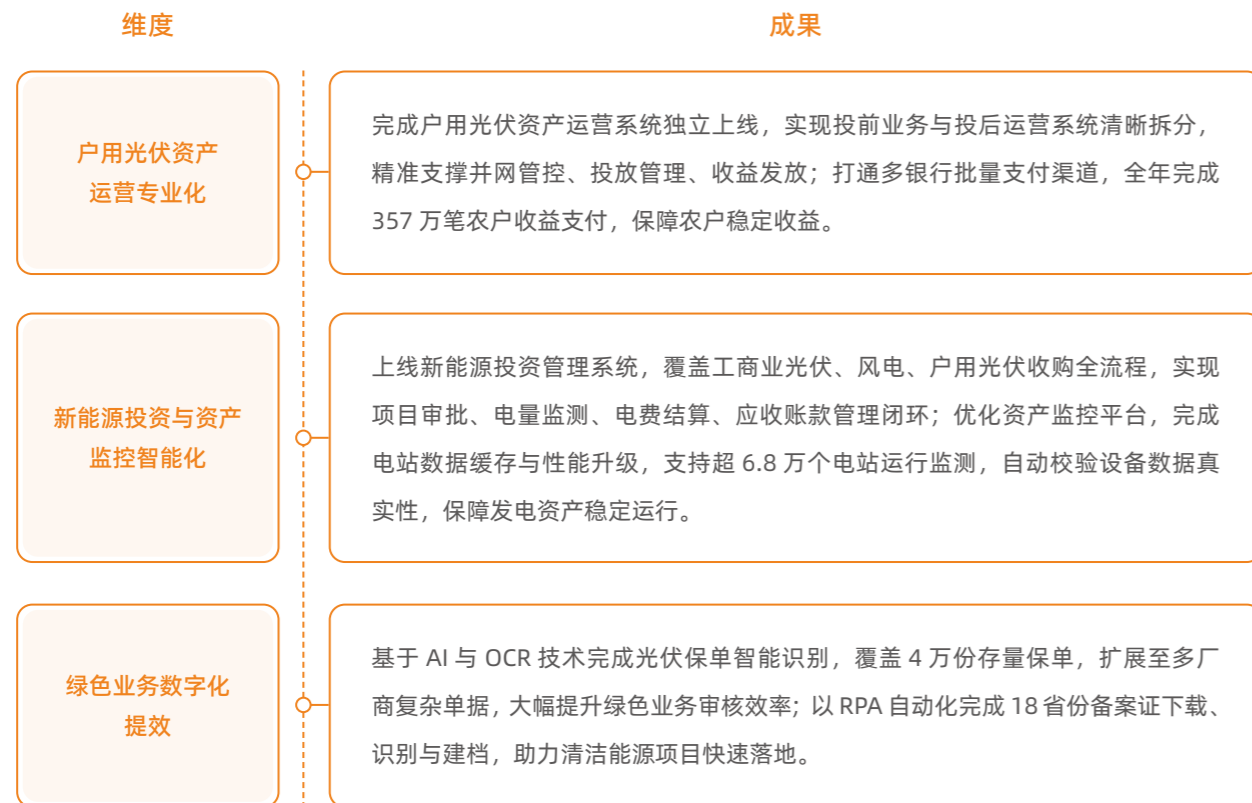 维度
成果
户用光伏资产
运营专业化
完成户用光伏资产运营系统独立上线，实现投前业务与投后运营系统清晰拆分，
精准支撑并网管控、投放管理、收益发放；打通多银行批量支付渠道，全年完成
357 万笔农户收益支付，保障农户稳定收益。
新能源投资与资产
监控智能化
上线新能源投资管理系统，覆盖工商业光伏、风电、户用光伏收购全流程，实现
项目审批、电量监测、电费结算、应收账款管理闭环；优化资产监控平台，完成
电站数据缓存与性能升级，支持超 6.8 万个电站运行监测，自动校验设备数据真
实性，保障发电资产稳定运行。
绿色业务数字化
提效
基于 AI 与 OCR 技术完成光伏保单智能识别，覆盖 4 万份存量保单，扩展至多厂
商复杂单据，大幅提升绿色业务审核效率；以 RPA 自动化完成 18 省份备案证下载、
识别与建档，助力清洁能源项目快速落地。